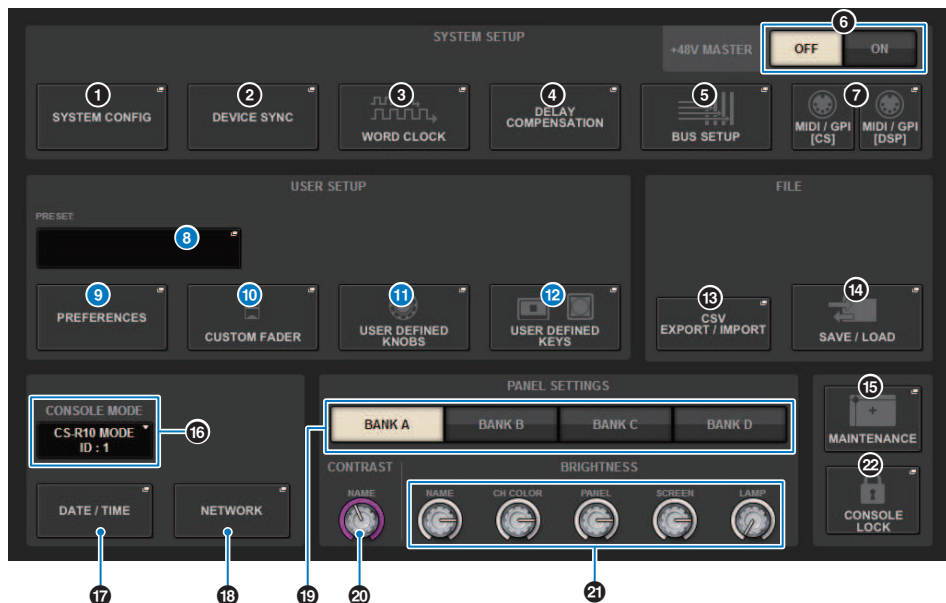 SYSTEM SETUP
6
+48V MASTER
OFF
ON
1
SYSTEM CONFIG
2
DEVICE SYNC
3
WORD CLOCK
4
DELAY
COMPENSATION
5
BUS SETUP
7
MIDI / GPI
[CS]
MIDI / GPI
[DSP]
USER SETUP
PRESET:
8
9
PREFERENCES
10
CUSTOM FADER
11
USER DEFINED
KNOBS
12
USER DEFINED
KEYS
FILE
13
CSV
EXPORT / IMPORT
14
SAVE / LOAD
CONSOLE MODE
CS-R10 MODE
ID : 1
16
DATE / TIME
NETWORK
17
18
PANEL SETTINGS
BANK A
BANK B
BANK C
BANK D
CONTRAST
NAME
BRIGHTNESS
NAME
CH COLOR
PANEL
SCREEN
LAMP
19
20
21
15
MAINTENANCE
22
CONSOLE
LOCK